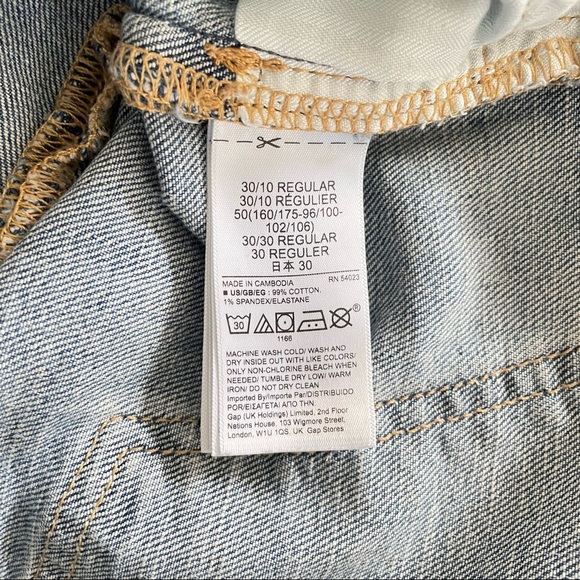 30/10 REGULAR
30/10 RÉGULIER
50(160/175-96/100-
102/106)
30/30 REGULAR
30 REGULER
日本 30
MADE IN CAMBODIA RN 54023
■ US/GB/EG : 99% COTTON.
1% SPANDEX/ELASTANE
30 ®
1166
MACHINE WASH COLD/ WASH AND
DRY INSIDE OUT WITH LIKE COLORS/
ONLY NON-CHLORINE BLEACH WHEN
NEEDED/ TUMBLE DRY LOW/ WARM
IRON/ DO NOT DRY CLEAN
Imported By/Importe Par/DISTRIBUIDO
POR/ΕΙΣΑΓΕΤΑΙ ΑΠΟ ΤΗΝ:
Gap (UK Holdings) Limited, 2nd Floor
Nations House, 103 Wigmore Street,
London, W1U 1QS, UK Gap Stores